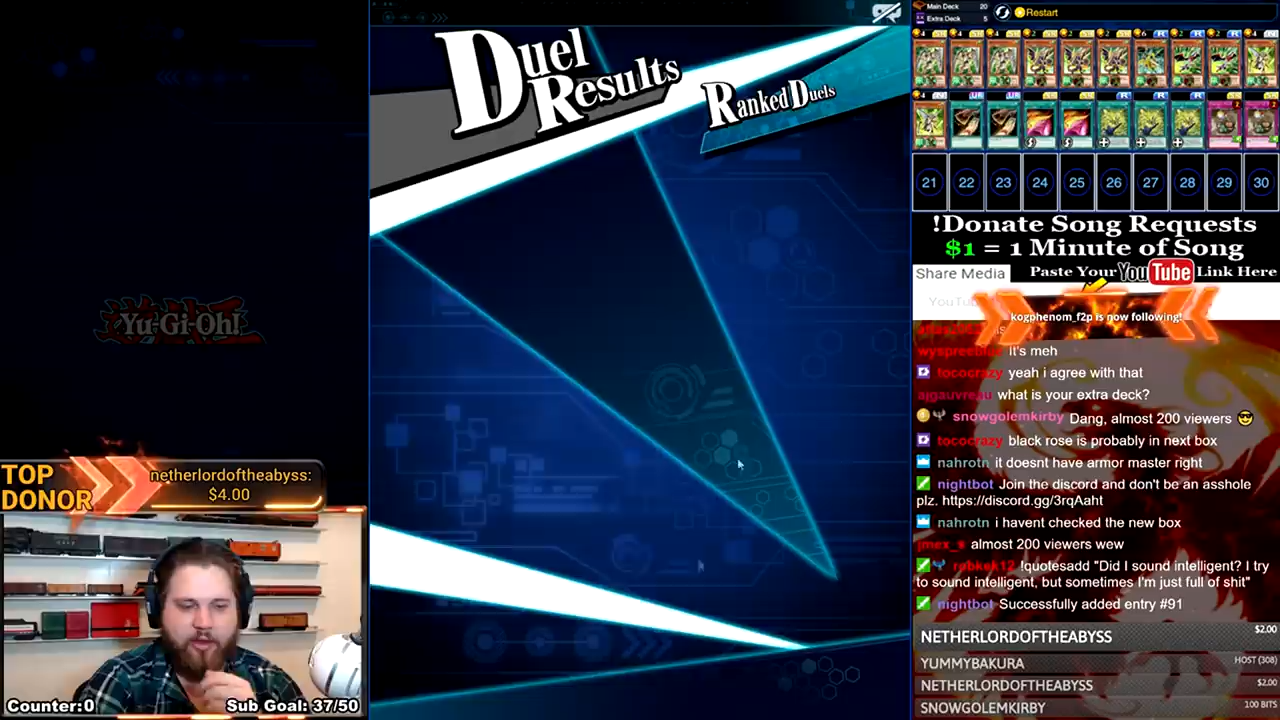 Duel
Results
Ranked Duels
Main Deck 20
Extra Deck 5
Restart
21 22 23 24 25 26 27 28 29 30
!Donate Song Requests
$1 = 1 Minute of Song
Share Media
Paste Your YouTube Link Here
kogphenom_f2p is now following!
It's meh
tococrazy yeah i agree with that
ajgauvreau what is your extra deck?
snowgolemkirby Dang, almost 200 viewers
tococrazy black rose is probably in next box
nahrotn it doesnt have armor master right
nightbot Join the discord and don't be an asshole
plz. https://discord.gg/3rqAaht
nahrotn i havent checked the new box
jmex_9 almost 200 viewers wew
robkek12 !quotesadd "Did I sound intelligent? I try
to sound intelligent, but sometimes I'm just full of shit"
nightbot Successfully added entry #91
NETHERLORDOFTHEABYSS $2.00
YUMMYBAKURA HOST (308)
NETHERLORDOFTHEABYSS $2.00
SNOWGOLEMKIRBY 100 BITS
Yu-Gi-Oh!
TOP
DONOR
netherlordoftheabyss:
$4.00
Counter:0
Sub Goal: 37/50